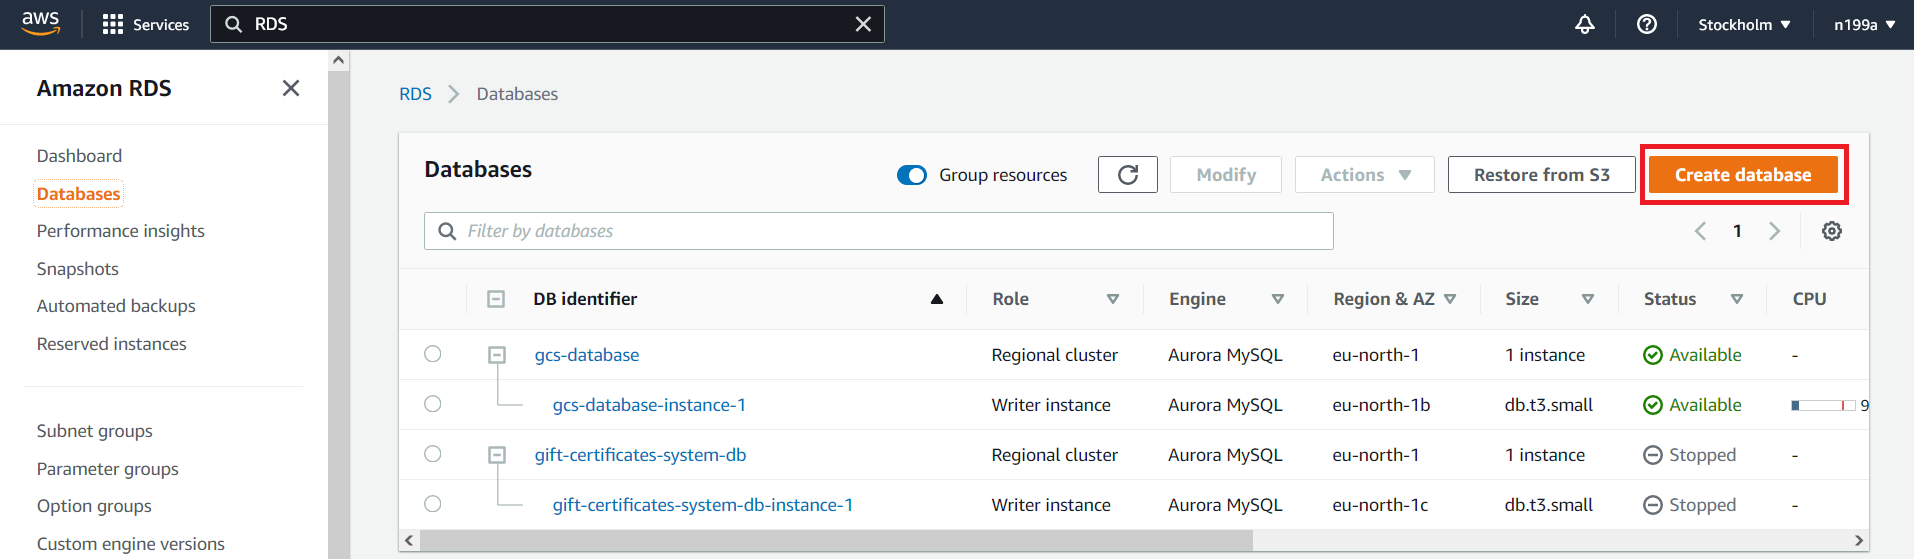 aws Services RDS Stockholm n199a
Amazon RDS
Dashboard
Databases
Performance insights
Snapshots
Automated backups
Reserved instances
Subnet groups
Parameter groups
Option groups
Custom engine versions
RDS > Databases
Databases Group resources Modify Actions Restore from S3 Create database
Filter by databases 1
DB identifier Role Engine Region & AZ Size Status CPU
gcs-database Regional cluster Aurora MySQL eu-north-1 1 instance Available -
gcs-database-instance-1 Writer instance Aurora MySQL eu-north-1b db.t3.small Available 9
gift-certificates-system-db Regional cluster Aurora MySQL eu-north-1 1 instance Stopped -
gift-certificates-system-db-instance-1 Writer instance Aurora MySQL eu-north-1c db.t3.small Stopped -